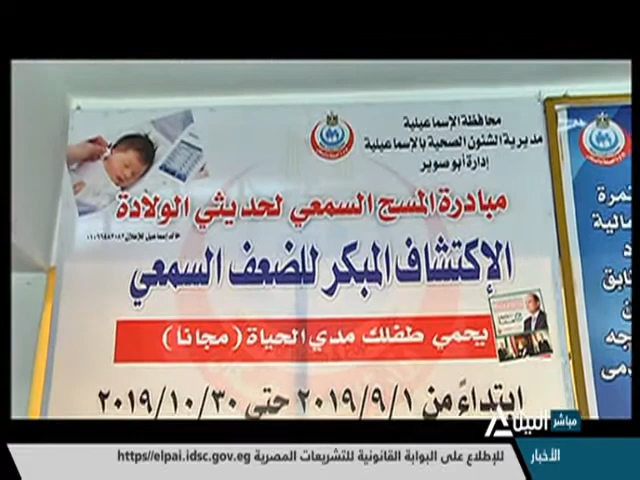 محافظة الإسماعيلية
مديرية الشئون الصحية بالإسماعيلية
إدارة أبو صوير
مبادرة المسح السمعي لحديثي الولادة
الإكتشاف المبكر للضعف السمعي
يحمي طفلك مدي الحياة (مجانا)
ابتداءً من ٢٠١٩/٩/١ حتى ٢٠١٩/١٠/٣٠
النيل مباشر
الأخبار
للإطلاع على البوابة القانونية للتشريعات المصرية https//elpai.idsc.gov.eg